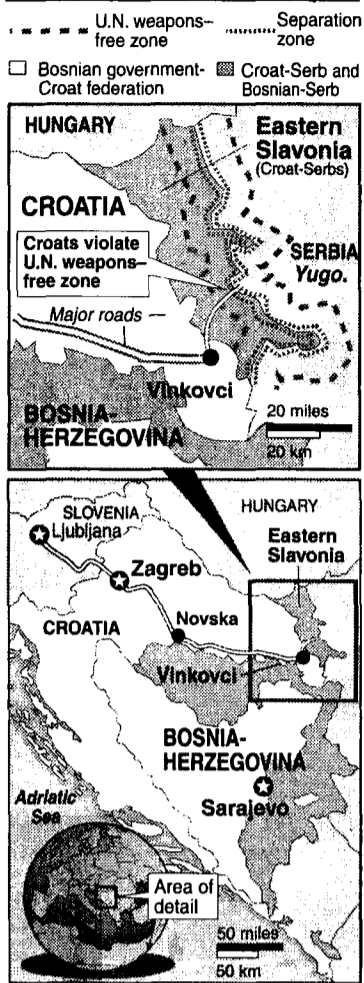 U.N. weapons–
free zone
Separation
zone
Bosnian government-
Croat federation
Croat-Serb and
Bosnian-Serb
HUNGARY
Eastern
Slavonia
(Croat-Serbs)
CROATIA
Croats violate
U.N. weapons–
free zone
SERBIA
Yugo.
Major roads
Vinkovci
BOSNIA-
HERZEGOVINA
20 miles
20 km
SLOVENIA
Ljubljana
HUNGARY
Eastern
Slavonia
Zagreb
CROATIA
Novska
Vinkovci
BOSNIA-
HERZEGOVINA
Sarajevo
Adriatic
Sea
Area of
detail
50 miles
50 km